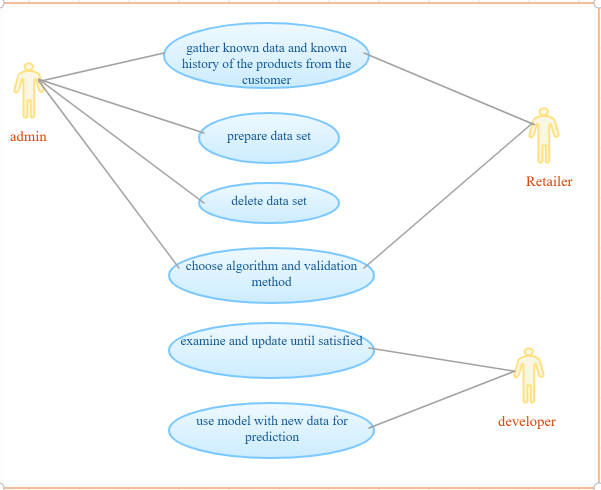 gather known data and known
history of the products from the
customer
admin
prepare data set
Retailer
delete data set
choose algorithm and validation
method
examine and update until satisfied
use model with new data for
prediction
developer